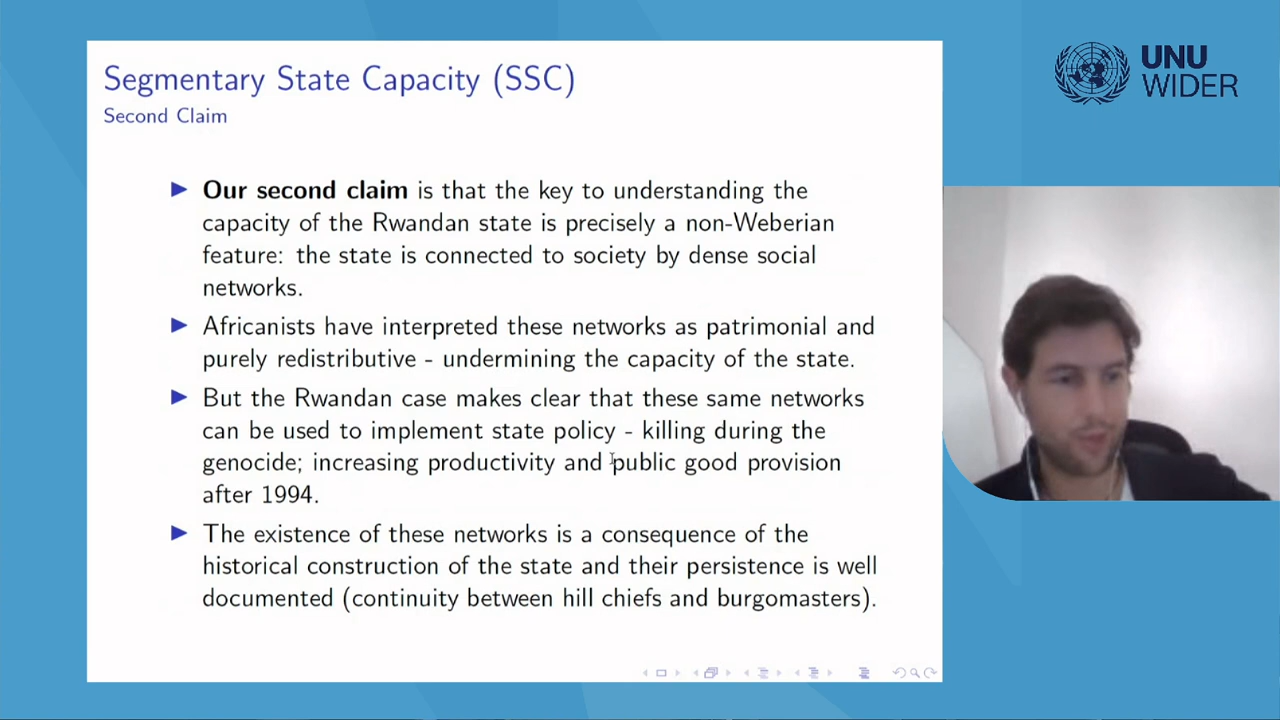 Segmentary State Capacity (SSC)
Second Claim
Our second claim is that the key to understanding the
capacity of the Rwandan state is precisely a non-Weberian
feature: the state is connected to society by dense social
networks.
Africanists have interpreted these networks as patrimonial and
purely redistributive - undermining the capacity of the state.
But the Rwandan case makes clear that these same networks
can be used to implement state policy - killing during the
genocide; increasing productivity and public good provision
after 1994.
The existence of these networks is a consequence of the
historical construction of the state and their persistence is well
documented (continuity between hill chiefs and burgomasters).
UNU
WIDER